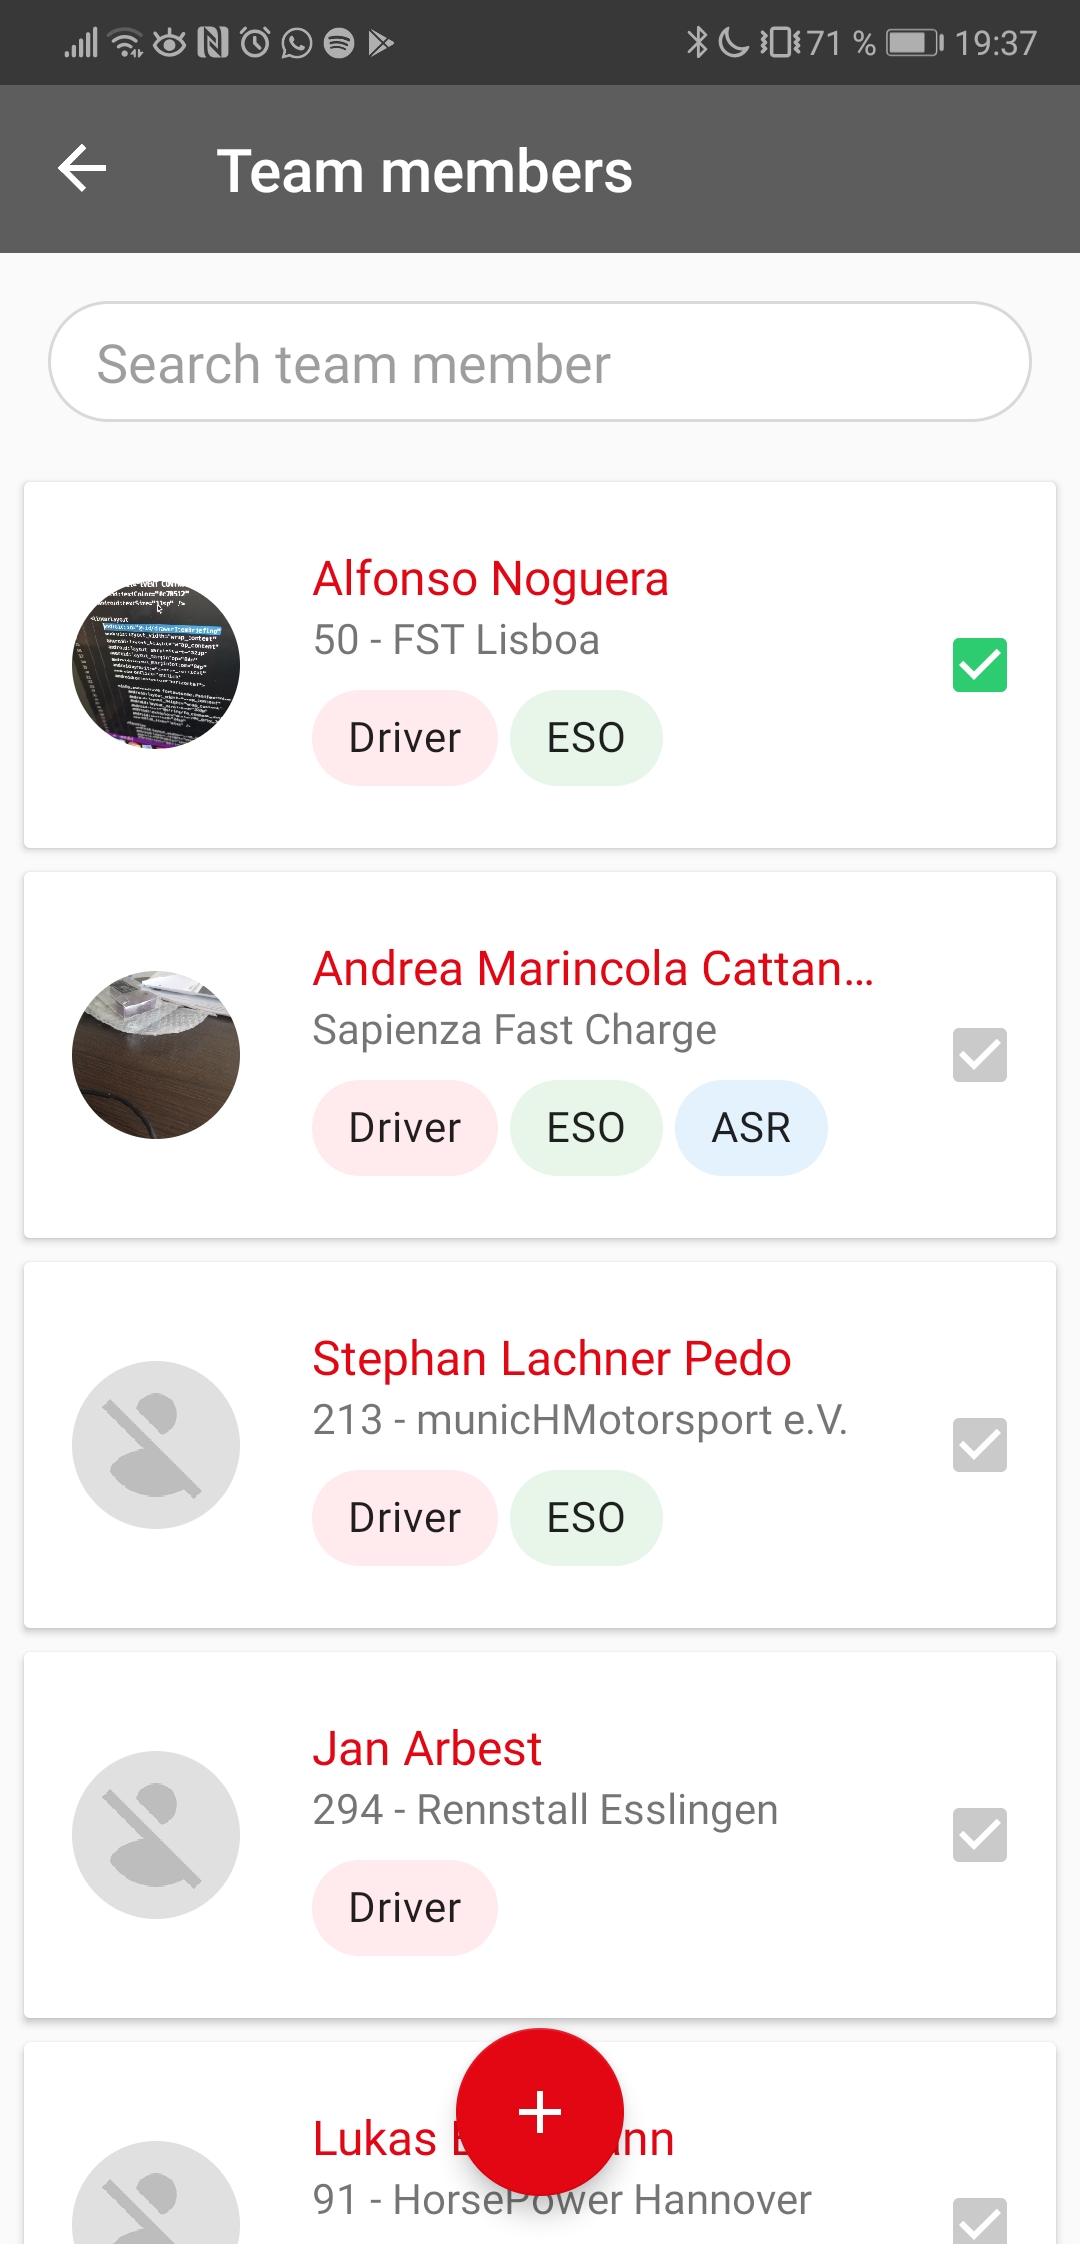 71 % 19:37
Team members
Search team member
Alfonso Noguera
50 - FST Lisboa
Driver ESO
Andrea Marincola Cattan...
Sapienza Fast Charge
Driver ESO ASR
Stephan Lachner Pedo
213 - municHMotorsport e.V.
Driver ESO
Jan Arbest
294 - Rennstall Esslingen
Driver
Lukas
91 - HorsePower Hannover